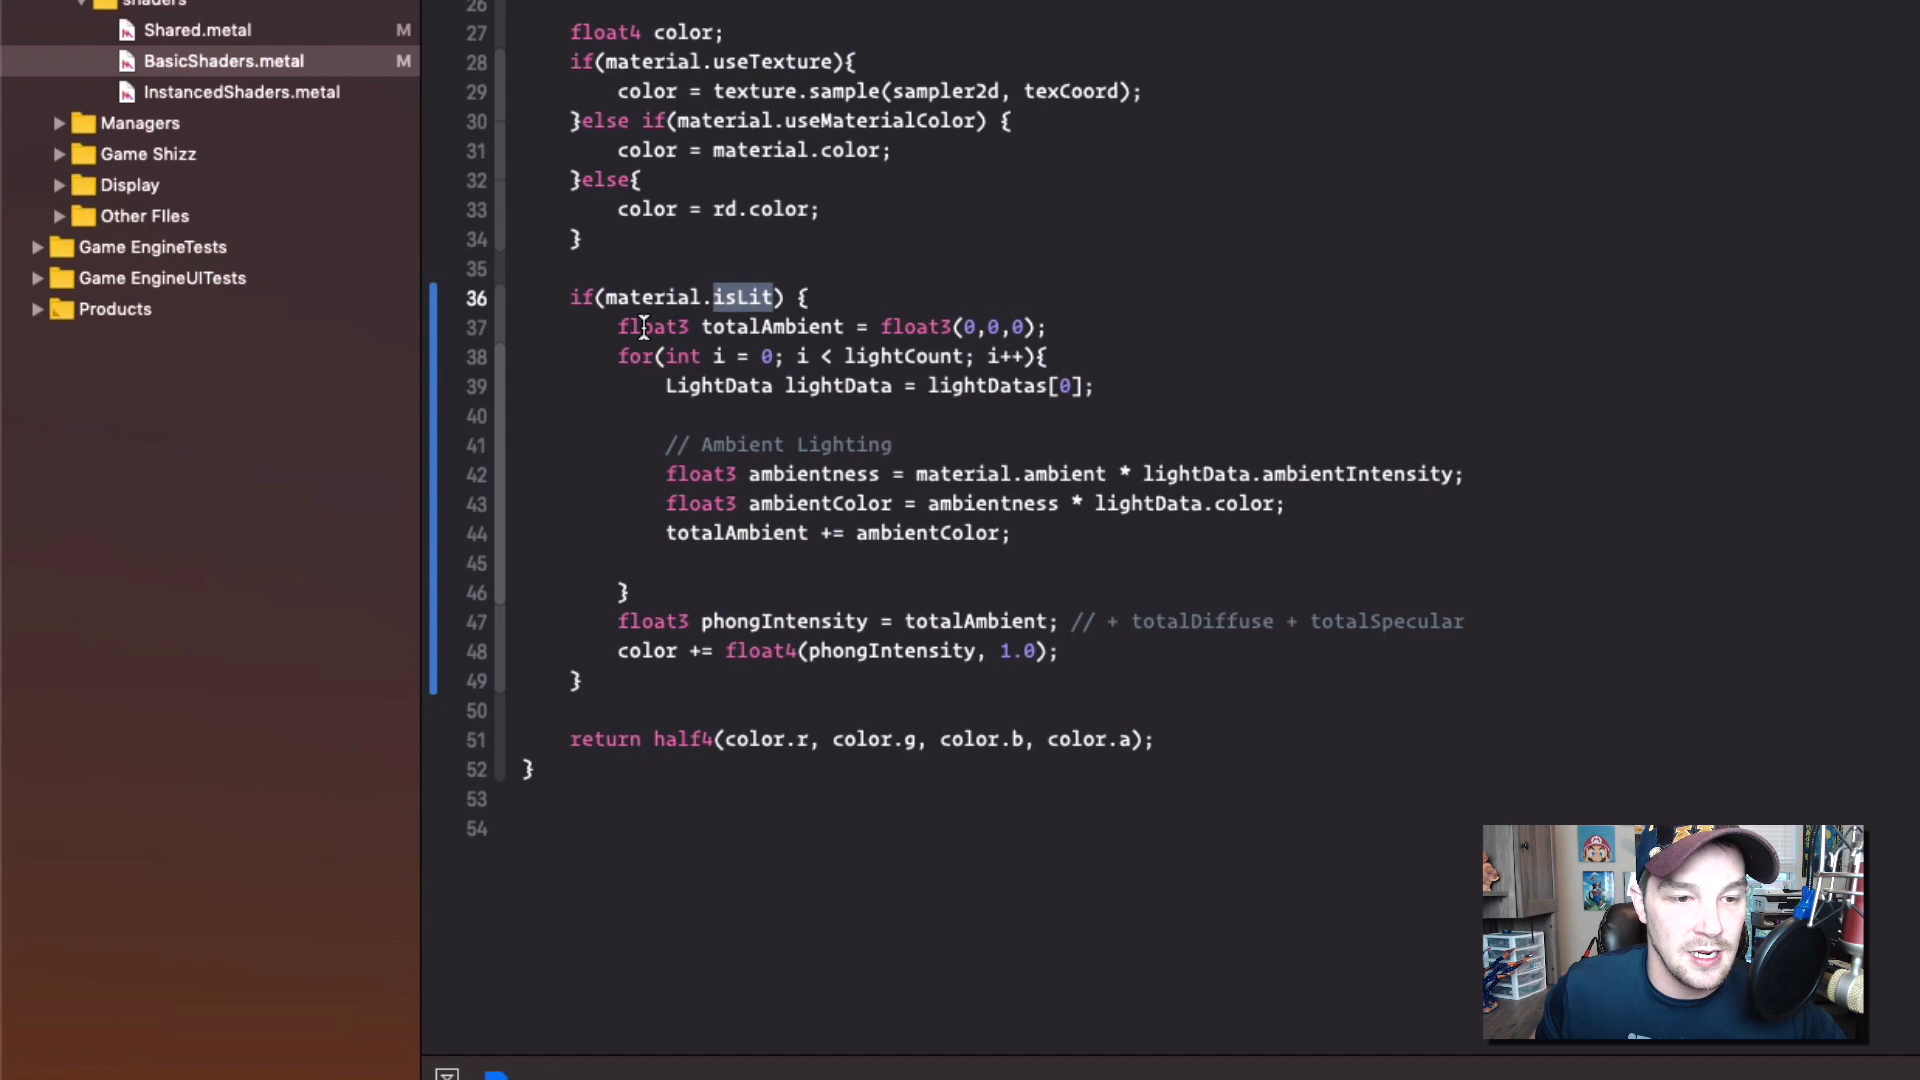 shaders
Shared.metal M
BasicShaders.metal M
InstancedShaders.metal
Managers
Game Shizz
Display
Other FIles
Game EngineTests
Game EngineUITests
Products
26
27 float4 color;
28 if(material.useTexture){
29 color = texture.sample(sampler2d, texCoord);
30 }else if(material.useMaterialColor) {
31 color = material.color;
32 }else{
33 color = rd.color;
34 }
35
36 if(material.isLit) {
37 float3 totalAmbient = float3(0,0,0);
38 for(int i = 0; i < lightCount; i++){
39 LightData lightData = lightDatas[0];
40
41 // Ambient Lighting
42 float3 ambientness = material.ambient * lightData.ambientIntensity;
43 float3 ambientColor = ambientness * lightData.color;
44 totalAmbient += ambientColor;
45
46 }
47 float3 phongIntensity = totalAmbient; // + totalDiffuse + totalSpecular
48 color += float4(phongIntensity, 1.0);
49 }
50
51 return half4(color.r, color.g, color.b, color.a);
52 }
53
54